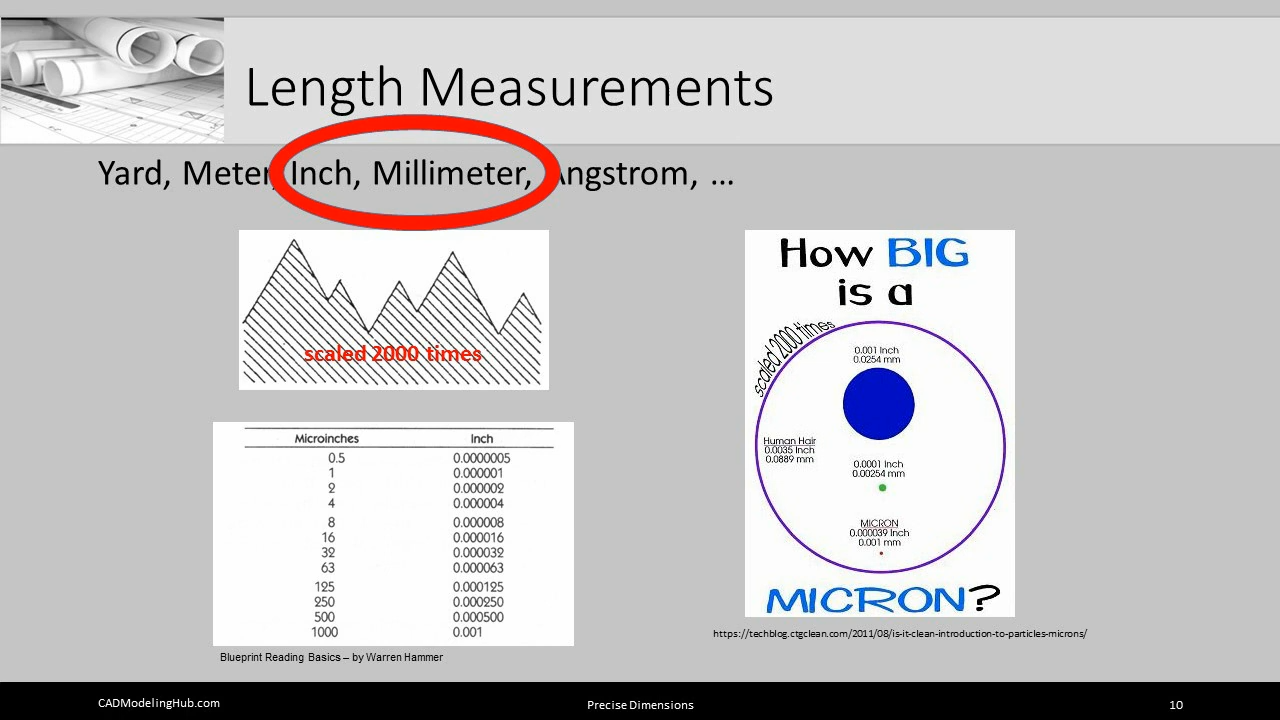 Length Measurements
Yard, Meter, Inch, Millimeter, Angstrom, ...
scaled 2000 times
Microinches Inch
0.5 0.0000005
1 0.000001
2 0.000002
4 0.000004
8 0.000008
16 0.000016
32 0.000032
63 0.000063
125 0.000125
250 0.000250
500 0.000500
1000 0.001
Blueprint Reading Basics – by Warren Hammer
How BIG
is a
scaled 2000 times
0.001 Inch
0.0254 mm
Human Hair
0.0035 Inch
0.0889 mm
0.0001 Inch
0.00254 mm
MICRON
0.000039 Inch
0.001 mm
MICRON?
https://techblog.ctgclean.com/2011/08/is-it-clean-introduction-to-particles-microns/
CADModelingHub.com
Precise Dimensions
10